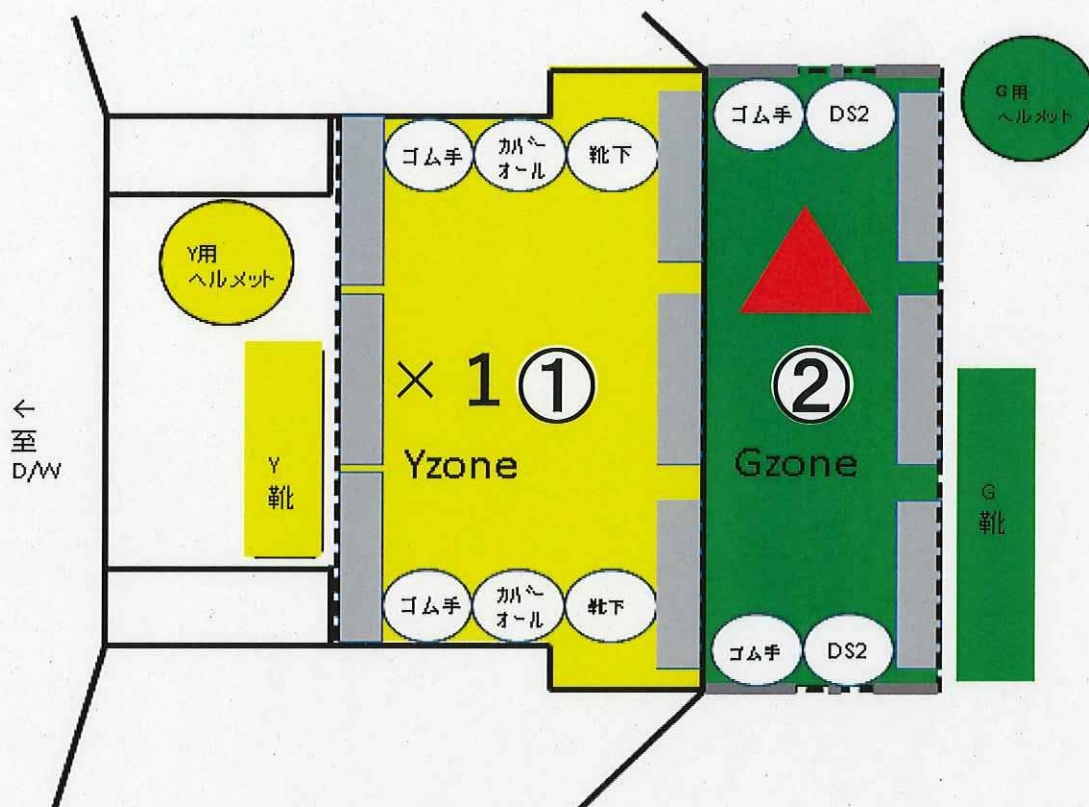 ゴム手
カバー
オール
靴下
ゴム手
DS2
G用
ヘルメット
Y用
ヘルメット
×1①
②
Yzone
Gzone
←
至
D/W
Y
靴
G
靴
ゴム手
カバー
オール
靴下
ゴム手
DS2